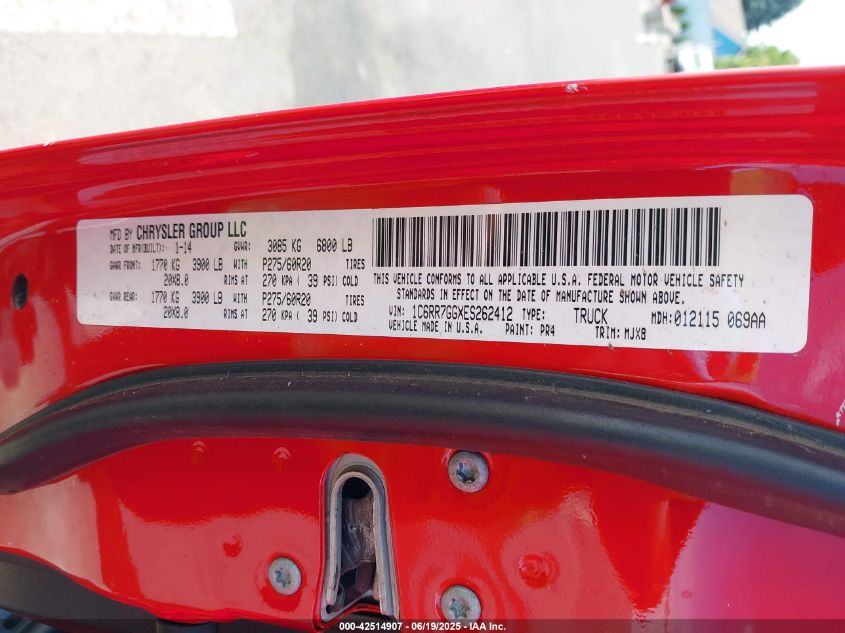 MFD BY CHRYSLER GROUP LLC
DATE OF MFR(BUILT): 1-14 GVWR: 3085 KG 6800 LB
GAWR FRONT: 1770 KG 3900 LB WITH P275/60R20 TIRES
20X8.0 RIMS AT 270 KPA ( 39 PSI) COLD
GAWR REAR: 1770 KG 3900 LB WITH P275/60R20 TIRES
20X8.0 RIMS AT 270 KPA ( 39 PSI) COLD
THIS VEHICLE CONFORMS TO ALL APPLICABLE U.S.A. FEDERAL MOTOR VEHICLE SAFETY
STANDARDS IN EFFECT ON THE DATE OF MANUFACTURE SHOWN ABOVE.
VIN: 1C6RR7GGXES262412 TYPE: TRUCK MDH: 012115 069AA
VEHICLE MADE IN U.S.A. PAINT: PR4 TRIM: MJX8
000-42514907 - 06/19/2025 - IAA Inc.